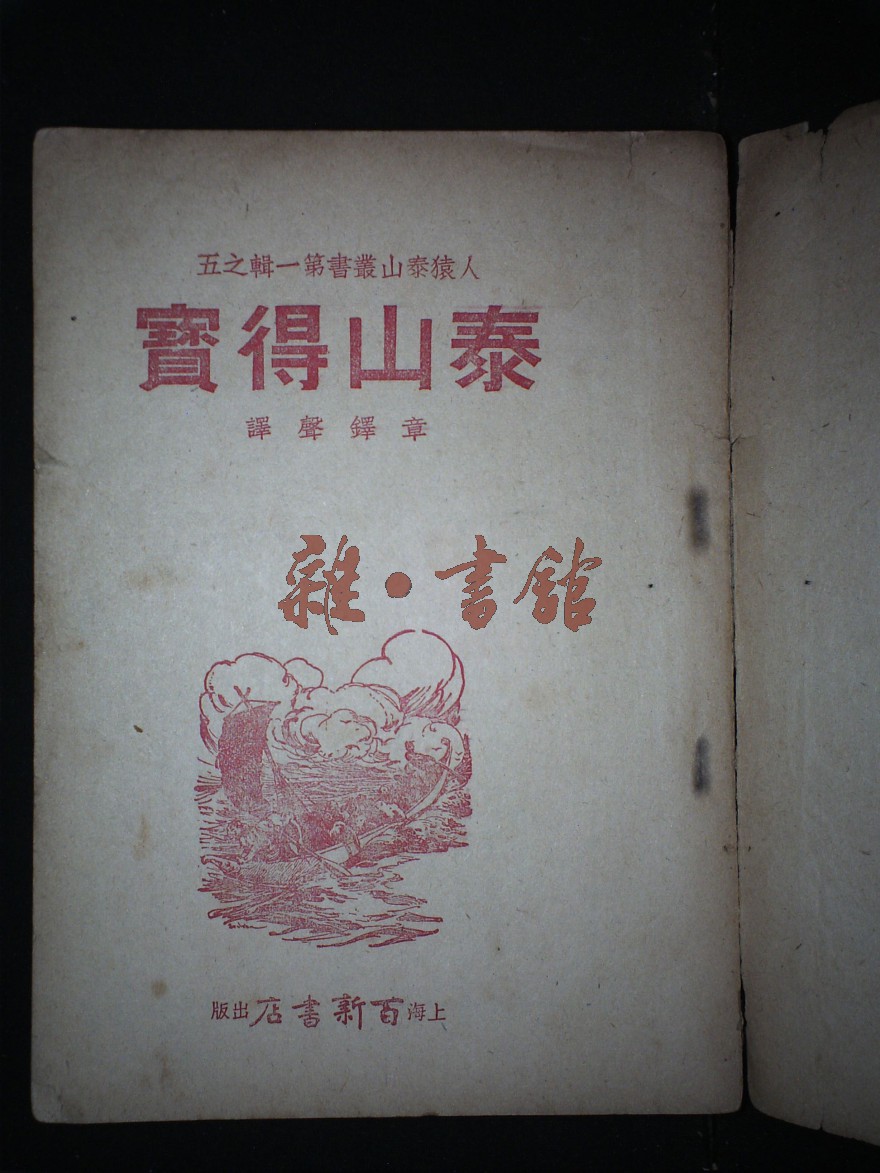 人猿泰山叢書第一輯之五
泰山得寶
章鐸聲譯
雜·書館
上海百新書店出版